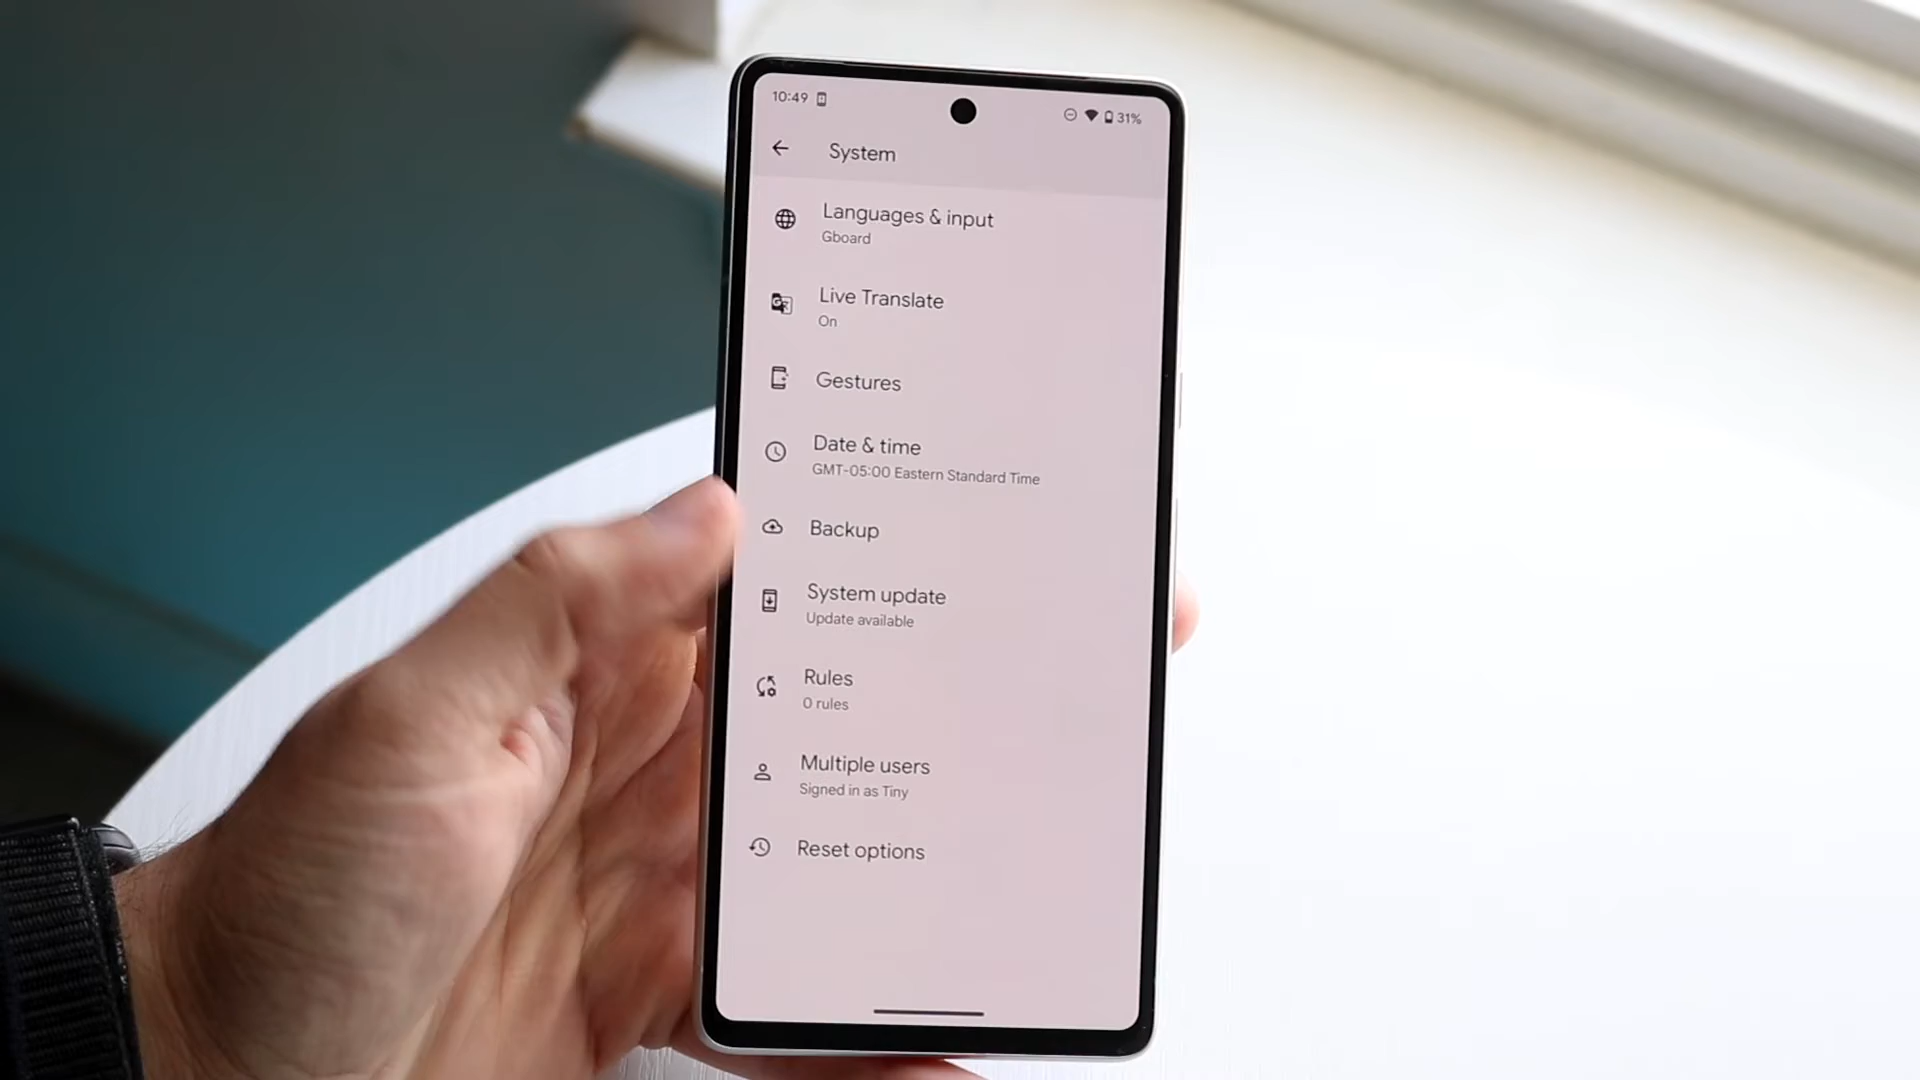 10:49
31%
System
Languages & input
Gboard
Live Translate
On
Gestures
Date & time
GMT-05:00 Eastern Standard Time
Backup
System update
Update available
Rules
0 rules
Multiple users
Signed in as Tiny
Reset options